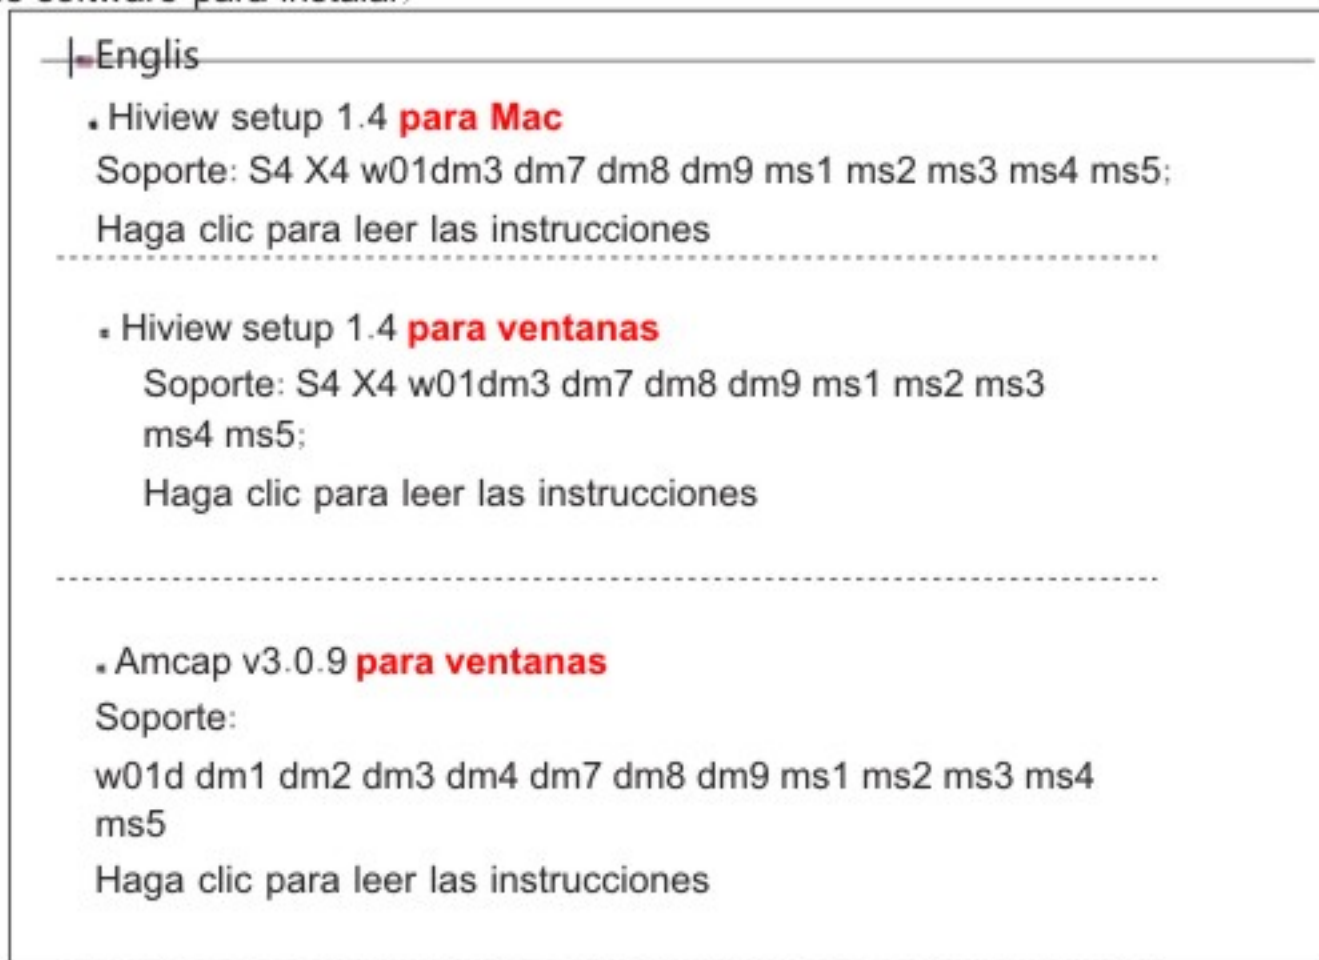 software para instalar;
Englis
. Hiview setup 1.4 para Mac
Soporte: S4 X4 w01dm3 dm7 dm8 dm9 ms1 ms2 ms3 ms4 ms5;
Haga clic para leer las instrucciones
. Hiview setup 1.4 para ventanas
Soporte: S4 X4 w01dm3 dm7 dm8 dm9 ms1 ms2 ms3
ms4 ms5;
Haga clic para leer las instrucciones
. Amcap v3.0.9 para ventanas
Soporte:
w01d dm1 dm2 dm3 dm4 dm7 dm8 dm9 ms1 ms2 ms3 ms4
ms5
Haga clic para leer las instrucciones